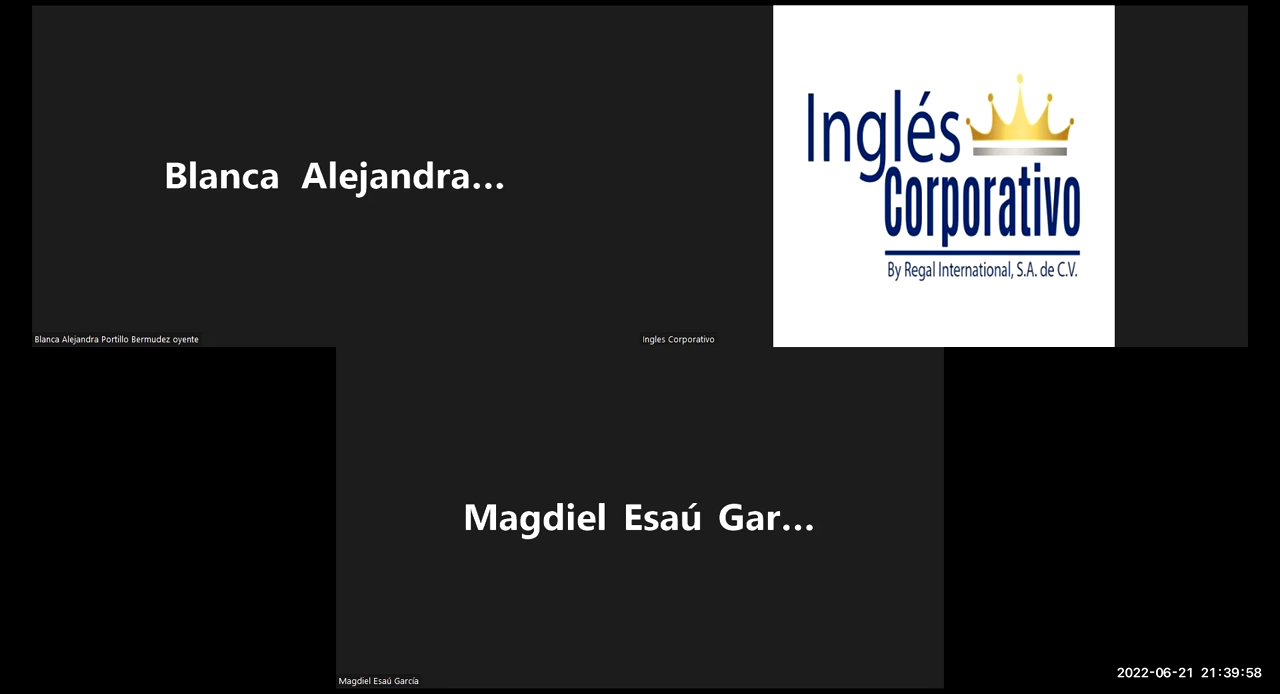 Blanca Alejandra...
Blanca Alejandra Portillo Bermudez oyente
Inglés
Corporativo
By Regal International, S.A. de C.V.
Ingles Corporativo
Magdiel Esaú Gar...
Magdiel Esaú García
2022-06-21 21:39:58